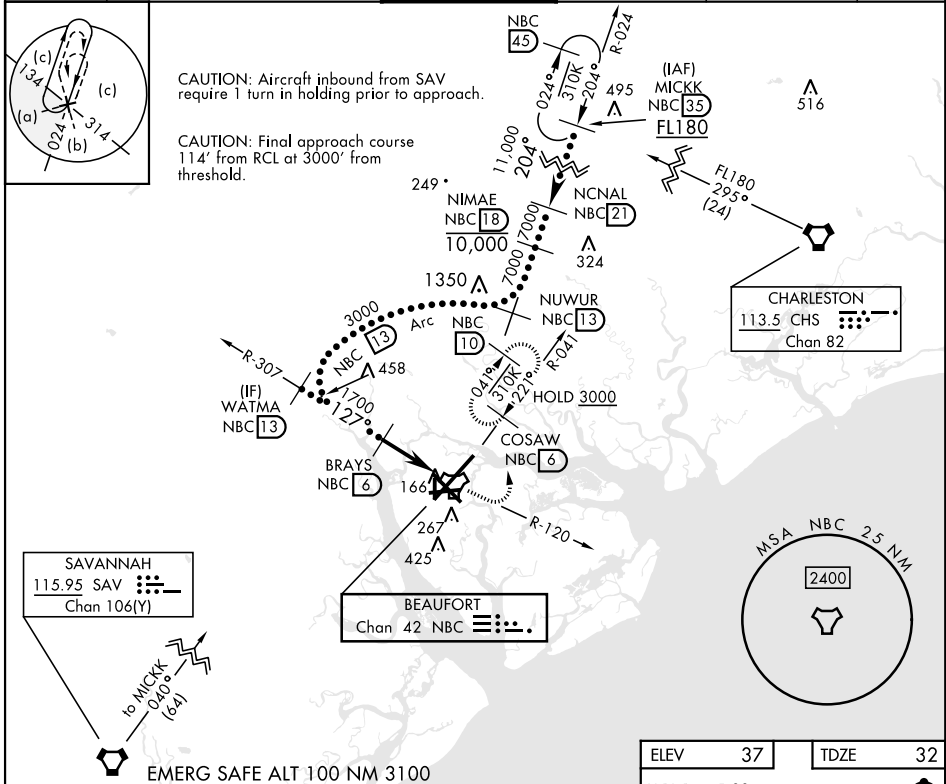 (c)
134
(c)
(a)
024
(b)
314
CAUTION: Aircraft inbound from SAV
require 1 turn in holding prior to approach.
CAUTION: Final approach course
114' from RCL at 3000' from
threshold.
NBC
45
R-024
024°
310K
204°
495
(IAF)
MICKK
NBC 35
FL180
516
11,000
204°
FL180
295°
(24)
249
NIMAE
NBC 18
10,000
7000
NCNAL
NBC 21
324
7000
1350
CHARLESTON
113.5 CHS
Chan 82
3000
Arc
NBC 13
NUWUR
NBC 13
NBC
10
R-041
R-307
458
041°
310K
221°
HOLD 3000
(IF)
WATMA
NBC 13
1700
127°
COSAW
NBC 6
BRAYS
NBC 6
166
R-120
267
425
MSA NBC 25 NM
2400
SAVANNAH
115.95 SAV
Chan 106(Y)
BEAUFORT
Chan 42 NBC
to MICKK
040°
(64)
EMERG SAFE ALT 100 NM 3100
ELEV 37
TDZE 32